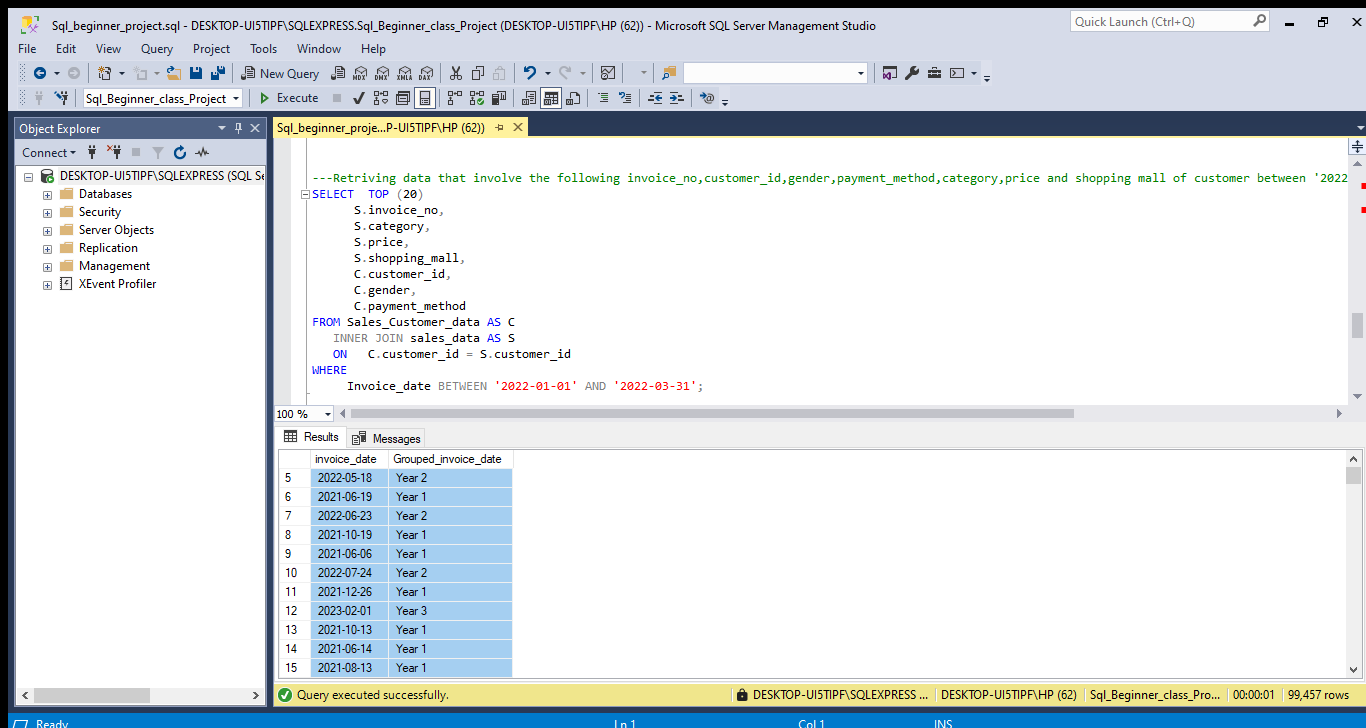 Sql_beginner_project.sql - DESKTOP-UI5TIPF\SQLEXPRESS.Sql_Beginner_class_Project (DESKTOP-UI5TIPF\HP (62)) - Microsoft SQL Server Management Studio
Quick Launch (Ctrl+Q)
File Edit View Query Project Tools Window Help
New Query MDX DMX XMLA DAX
Sql_Beginner_class_Project Execute
Object Explorer
Sql_beginner_proje...P-UI5TIPF\HP (62))
Connect
DESKTOP-UI5TIPF\SQLEXPRESS (SQL Se
Databases
Security
Server Objects
Replication
Management
XEvent Profiler
---Retriving data that involve the following invoice_no,customer_id,gender,payment_method,category,price and shopping mall of customer between '2022
SELECT TOP (20)
S.invoice_no,
S.category,
S.price,
S.shopping_mall,
C.customer_id,
C.gender,
C.payment_method
FROM Sales_Customer_data AS C
INNER JOIN sales_data AS S
ON C.customer_id = S.customer_id
WHERE
Invoice_date BETWEEN '2022-01-01' AND '2022-03-31';
100 %
Results Messages
invoice_date Grouped_invoice_date
5 2022-05-18 Year 2
6 2021-06-19 Year 1
7 2022-06-23 Year 2
8 2021-10-19 Year 1
9 2021-06-06 Year 1
10 2022-07-24 Year 2
11 2021-12-26 Year 1
12 2023-02-01 Year 3
13 2021-10-13 Year 1
14 2021-06-14 Year 1
15 2021-08-13 Year 1
Query executed successfully. DESKTOP-UI5TIPF\SQLEXPRESS ... DESKTOP-UI5TIPF\HP (62) Sql_Beginner_class_Pro... 00:00:01 99,457 rows
Ready Ln 1 Col 1 INS